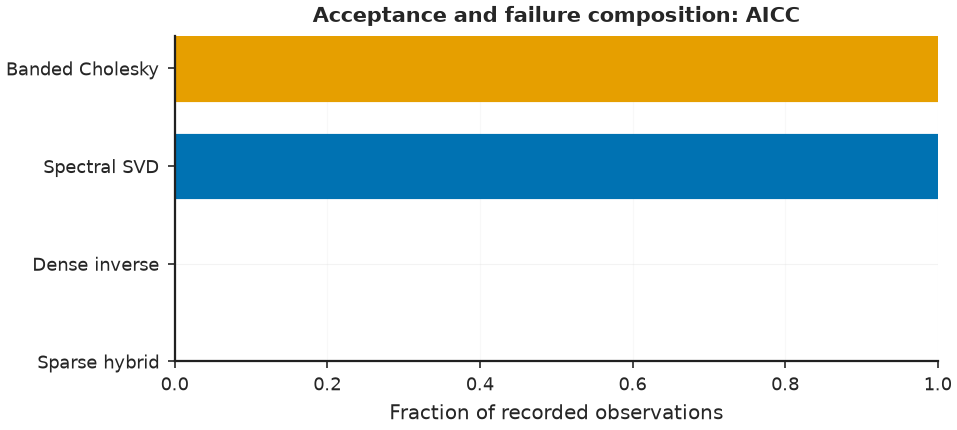 Acceptance and failure composition: AICC
Banded Cholesky
Spectral SVD
Dense inverse
Sparse hybrid
0.0 0.2 0.4 0.6 0.8 1.0
Fraction of recorded observations